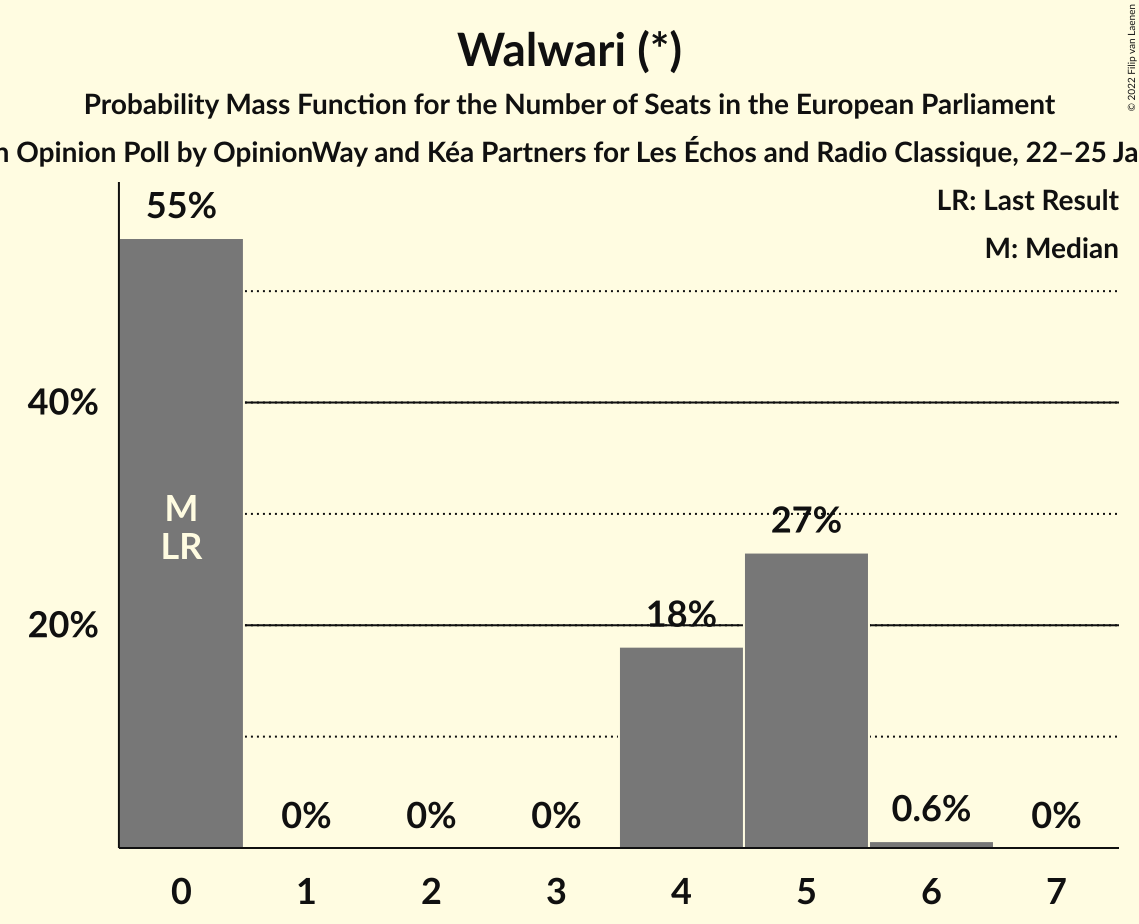 Walwari (*)
Probability Mass Function for the Number of Seats in the European Parliament
n Opinion Poll by OpinionWay and Kéa Partners for Les Échos and Radio Classique, 22–25 Ja
© 2022 Filip van Laenen
LR: Last Result
M: Median
55%
40%
M
LR
27%
20%
18%
0%
0%
0%
0.6%
0%
0
1
2
3
4
5
6
7